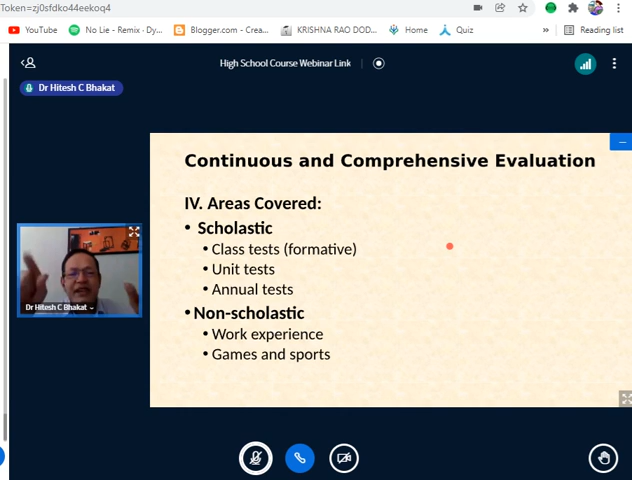 Token=zj0sfdko44eekoq4
YouTube
No Lie - Remix · Dy...
Blogger.com - Crea...
KRISHNA RAO DOD...
Home
Quiz
»
Reading list
High School Course Webinar Link
Dr Hitesh C Bhakat
Continuous and Comprehensive Evaluation
IV. Areas Covered:
• Scholastic
• Class tests (formative)
• Unit tests
• Annual tests
• Non-scholastic
• Work experience
• Games and sports
Dr Hitesh C Bhakat